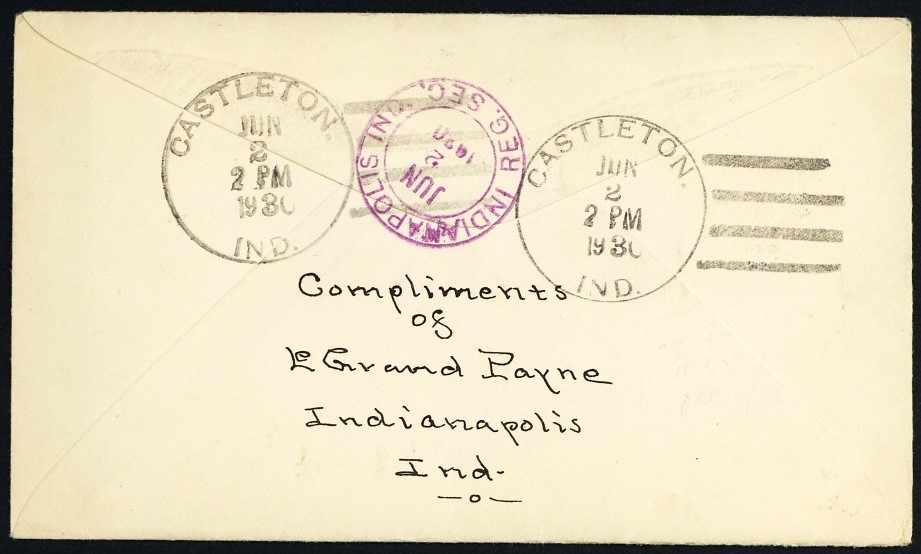 CASTLETON.
JUN
2
2 PM
1930
IND.
INDIANAPOLIS IND.
REG. SEC.
JUN
2
1930
CASTLETON.
JUN
2
2 PM
1930
IND.
Compliments
of
LeGrand Payne
Indianapolis
Ind.